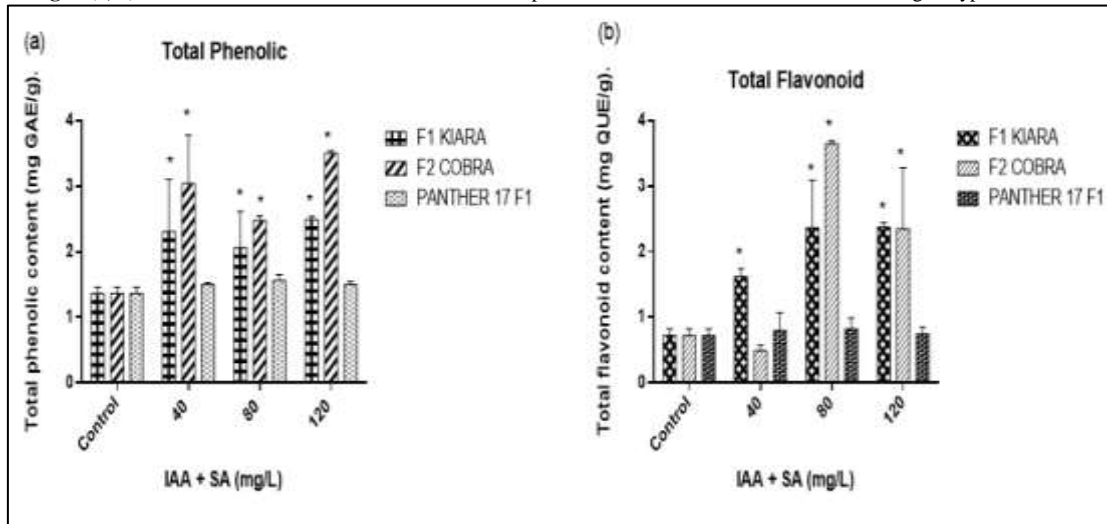 (a)
Total Phenolic
Total phenolic content (mg GAE/g).
4
3
2
1
0
* * * * * *
Control
40
80
120
IAA + SA (mg/L)
F1 KIARA
F2 COBRA
PANTHER 17 F1
(b)
Total Flavonoid
Total flavonoid content (mg QUE/g).
4
3
2
1
0
* * * * *
Control
40
80
120
IAA + SA (mg/L)
F1 KIARA
F2 COBRA
PANTHER 17 F1